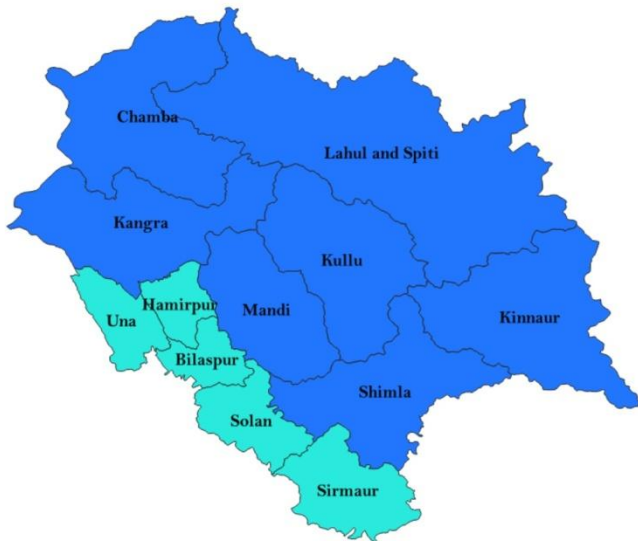 Chamba
Lahul and Spiti
Kangra
Kullu
Hamirpur
Mandi
Una
Kinnaur
Bilaspur
Shimla
Solan
Sirmaur